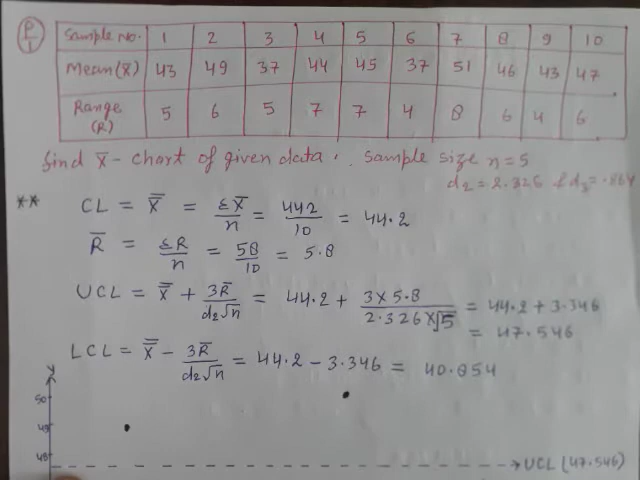 P/1
Sample No. 1 2 3 4 5 6 7 8 9 10
Mean (x̄) 43 49 37 44 45 37 51 46 43 47
Range (R) 5 6 5 7 7 4 8 6 4 6
find x̄ - chart of given data. Sample size n = 5
d₂ = 2.326 & d₃ = .864
** CL = x̿ = Σx̄/n = 442/10 = 44.2
R̄ = ΣR/n = 58/10 = 5.8
UCL = x̿ + 3R̄/d₂√n = 44.2 + 3×5.8/2.326×√5 = 44.2 + 3.346
= 47.546
LCL = x̿ - 3R̄/d₂√n = 44.2 - 3.346 = 40.854
Y
50
49
48
UCL (47.546)